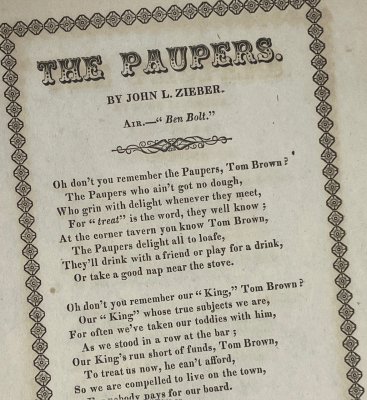 THE PAUPERS.
BY JOHN L. ZIEBER.
AIR.—“ Ben Bolt.”
Oh don't you remember the Paupers, Tom Brown?
The Paupers who ain't got no dough,
Who grin with delight whenever they meet,
For “ treat” is the word, they well know ;
At the corner tavern you know Tom Brown,
The Paupers delight all to loafe,
They'll drink with a friend or play for a drink,
Or take a good nap near the stove.
Oh don't you remember our “ King,” Tom Brown?
Our “ King” whose true subjects we are,
For often we've taken our toddies with him,
As we stood in a row at the bar ;
Our King's run short of funds, Tom Brown,
To treat us now, he can't afford,
So we are compelled to live on the town,
nobody pays for our board.